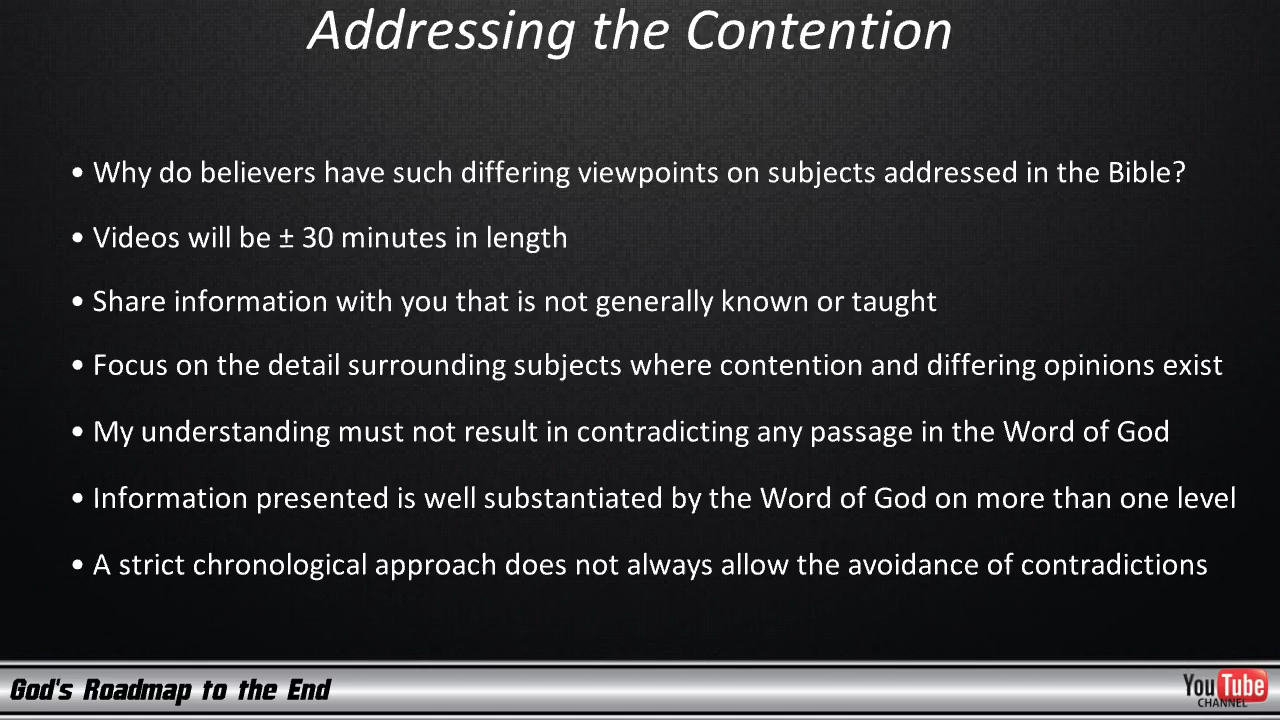 Addressing the Contention
• Why do believers have such differing viewpoints on subjects addressed in the Bible?
• Videos will be ± 30 minutes in length
• Share information with you that is not generally known or taught
• Focus on the detail surrounding subjects where contention and differing opinions exist
• My understanding must not result in contradicting any passage in the Word of God
• Information presented is well substantiated by the Word of God on more than one level
• A strict chronological approach does not always allow the avoidance of contradictions
God's Roadmap to the End
YouTube
CHANNEL